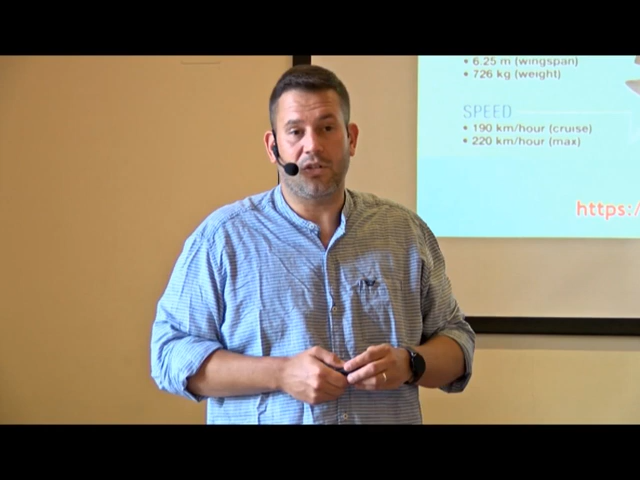 • 6.25 m (wingspan)
• 726 kg (weight)
SPEED
• 190 km/hour (cruise)
• 220 km/hour (max)
https:/